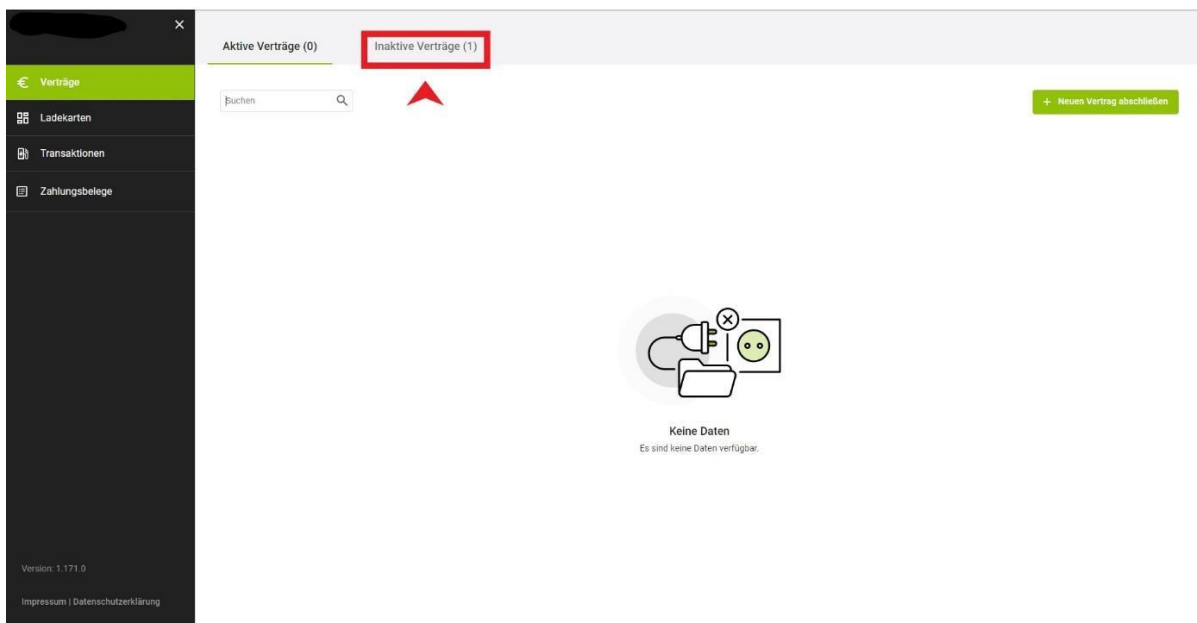 Aktive Verträge (0)
Inaktive Verträge (1)
€ Verträge
Ladekarten
Transaktionen
Zahlungsbelege
Suchen
+ Neuen Vertrag abschließen
Keine Daten
Es sind keine Daten verfügbar.
Version: 1.171.0
Impressum | Datenschutzerklärung